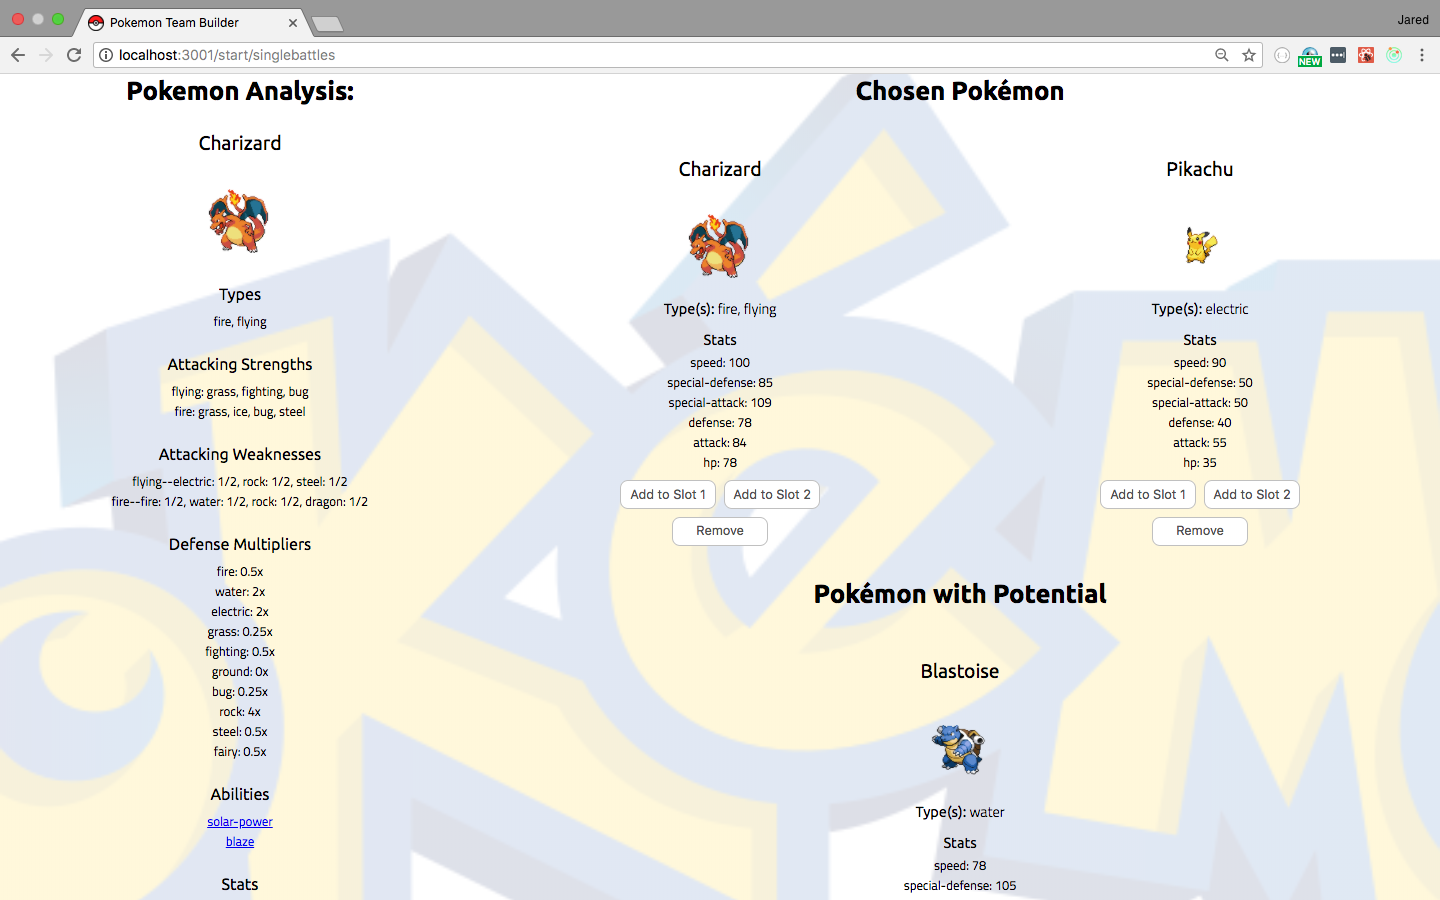 Pokemon Team Builder
Jared
localhost:3001/start/singlebattles
NEW
Pokemon Analysis:
Charizard
Types
fire, flying
Attacking Strengths
flying: grass, fighting, bug
fire: grass, ice, bug, steel
Attacking Weaknesses
flying--electric: 1/2, rock: 1/2, steel: 1/2
fire--fire: 1/2, water: 1/2, rock: 1/2, dragon: 1/2
Defense Multipliers
fire: 0.5x
water: 2x
electric: 2x
grass: 0.25x
fighting: 0.5x
ground: 0x
bug: 0.25x
rock: 4x
steel: 0.5x
fairy: 0.5x
Abilities
solar-power
blaze
Stats
Chosen Pokémon
Charizard
Type(s): fire, flying
Stats
speed: 100
special-defense: 85
special-attack: 109
defense: 78
attack: 84
hp: 78
Add to Slot 1 Add to Slot 2
Remove
Pikachu
Type(s): electric
Stats
speed: 90
special-defense: 50
special-attack: 50
defense: 40
attack: 55
hp: 35
Add to Slot 1 Add to Slot 2
Remove
Pokémon with Potential
Blastoise
Type(s): water
Stats
speed: 78
special-defense: 105